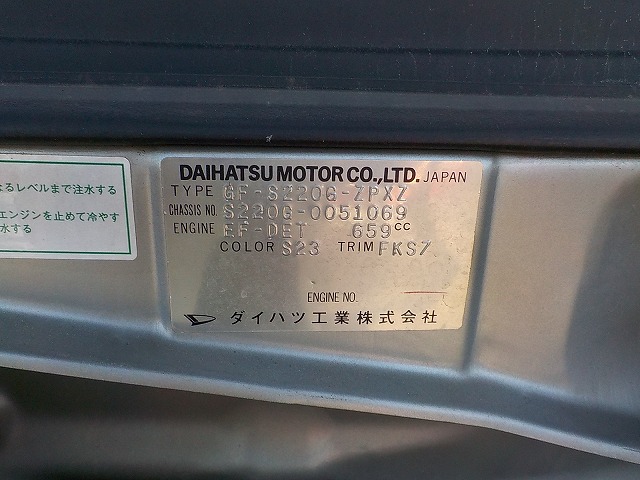 なるレベルまで注水する
エンジンを止めて冷やす
水する
DAIHATSU MOTOR CO.,LTD. JAPAN
TYPE GF-S220G-ZPXZ
CHASSIS NO. S220G-0051069
ENGINE EF-DET 659cc
COLOR S23 TRIM FKS7
ENGINE NO.
ダイハツ工業株式会社